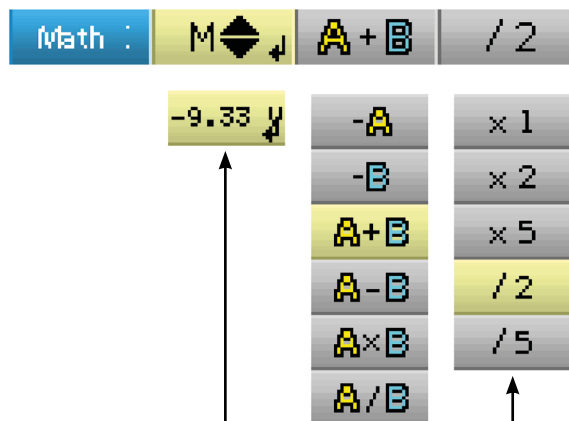 Math : M A + B / 2
-9.33 V
-A
-B
A+B
A-B
A×B
A/B
x 1
x 2
x 5
/ 2
/ 5